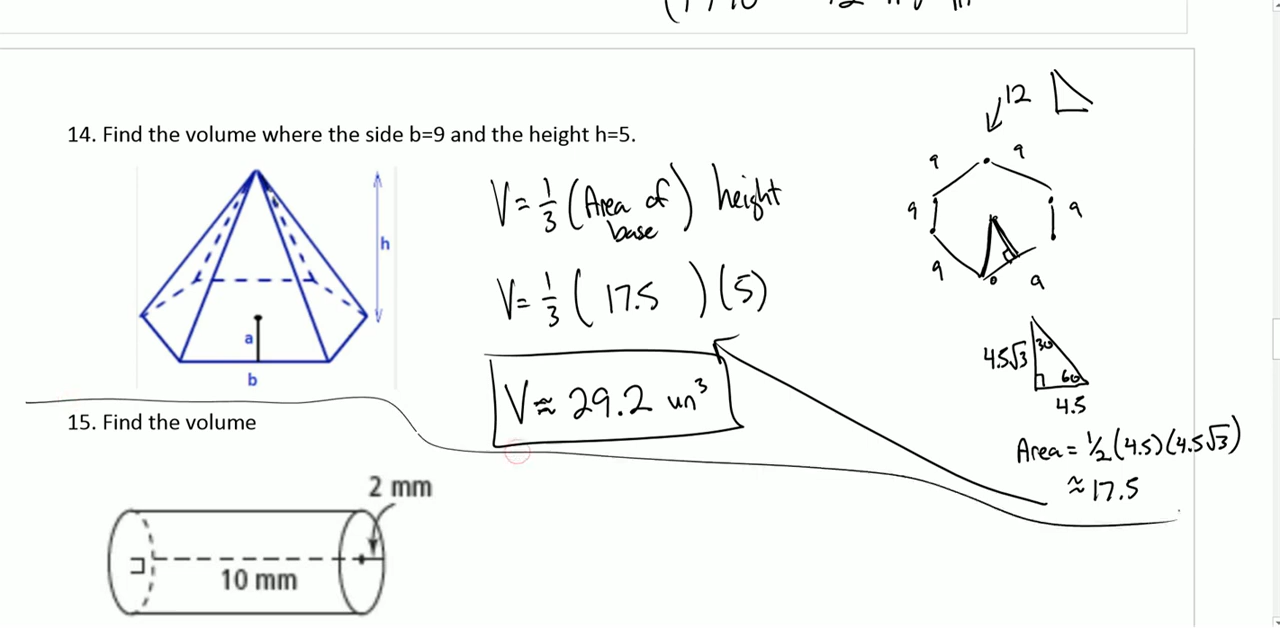 14. Find the volume where the side b=9 and the height h=5.
h
a
b
V = 1/3 (Area of base) height
V = 1/3 ( 17.5 ) (5)
V ≈ 29.2 un³
12
9
9
9
9
9
9
4.5√3
30
60
4.5
Area = 1/2 (4.5)(4.5√3)
≈ 17.5
15. Find the volume
2 mm
10 mm